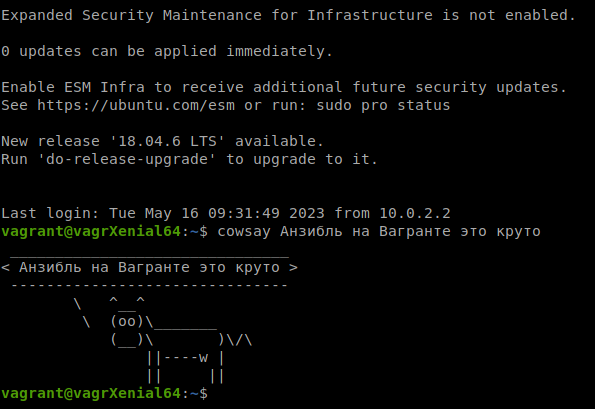 Expanded Security Maintenance for Infrastructure is not enabled.
0 updates can be applied immediately.
Enable ESM Infra to receive additional future security updates.
See https://ubuntu.com/esm or run: sudo pro status
New release '18.04.6 LTS' available.
Run 'do-release-upgrade' to upgrade to it.
Last login: Tue May 16 09:31:49 2023 from 10.0.2.2
vagrant@vagrXenial64:~$ cowsay Анзибль на Вагранте это круто
 _______________________________
< Анзибль на Вагранте это круто >
 -------------------------------
        \   ^__^
         \  (oo)\_______
            (__)\       )\/\
                ||----w |
                ||     ||
vagrant@vagrXenial64:~$